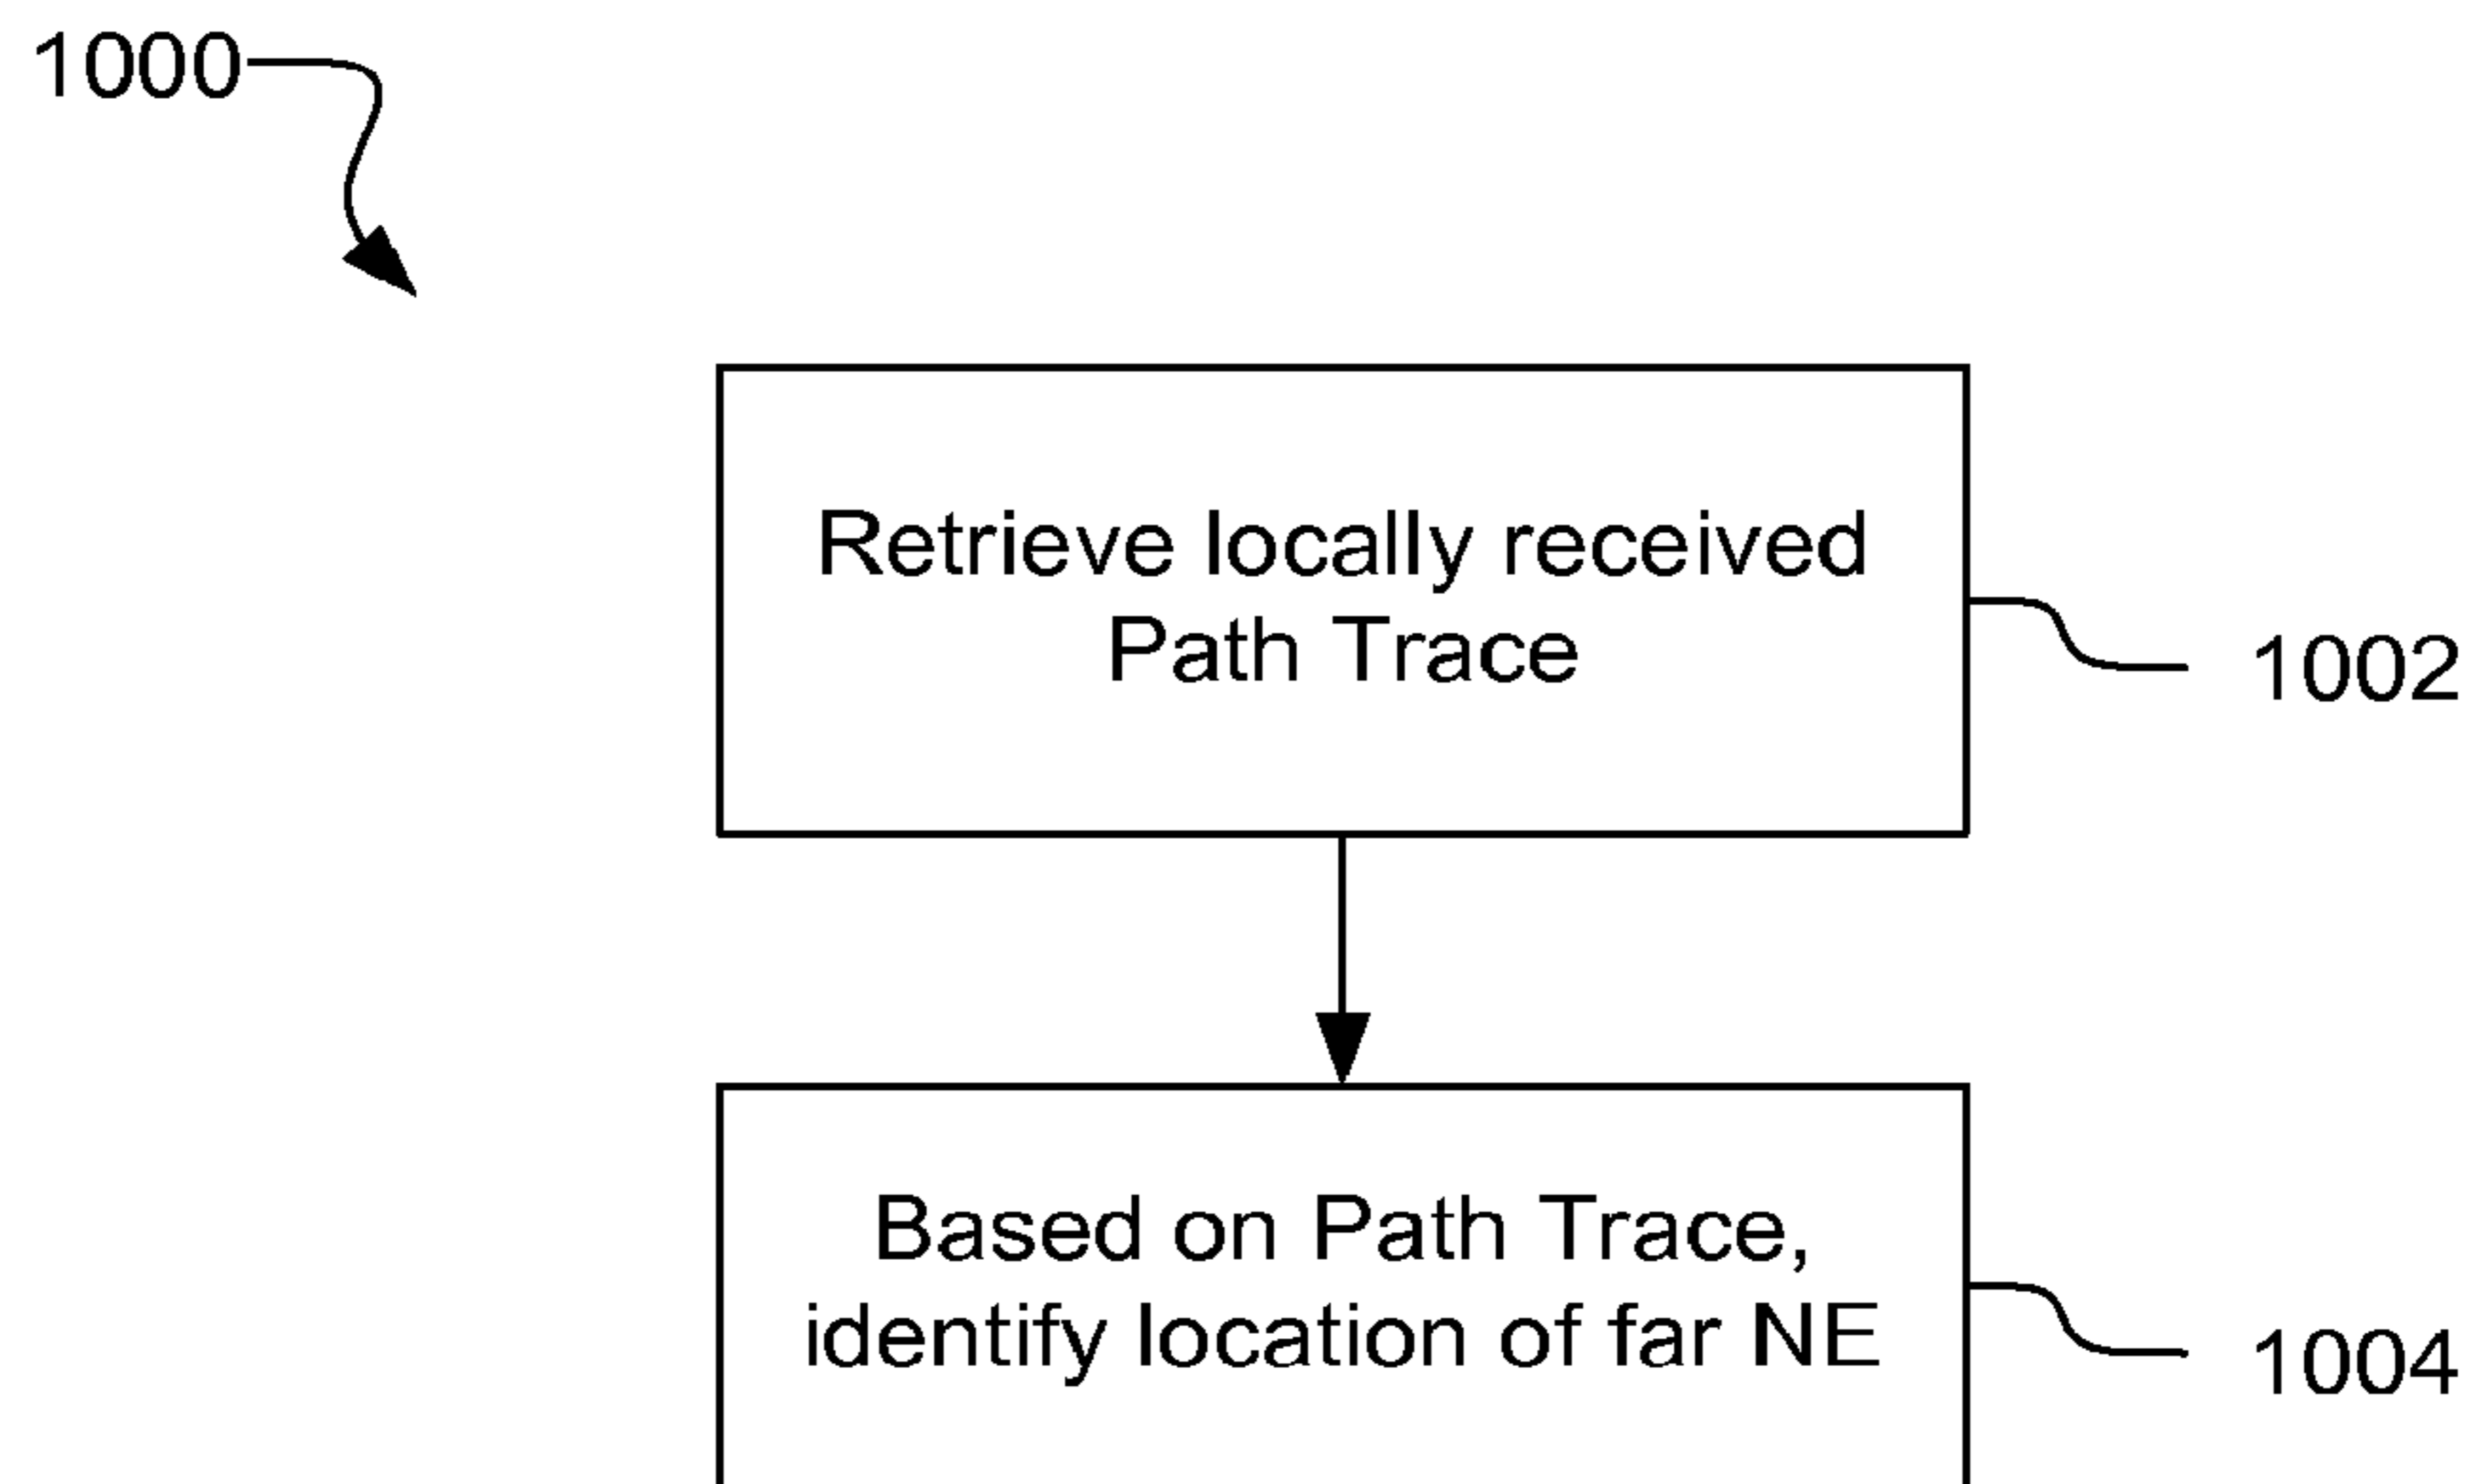 1000
Retrieve locally received
Path Trace
1002
Based on Path Trace,
identify location of far NE
1004